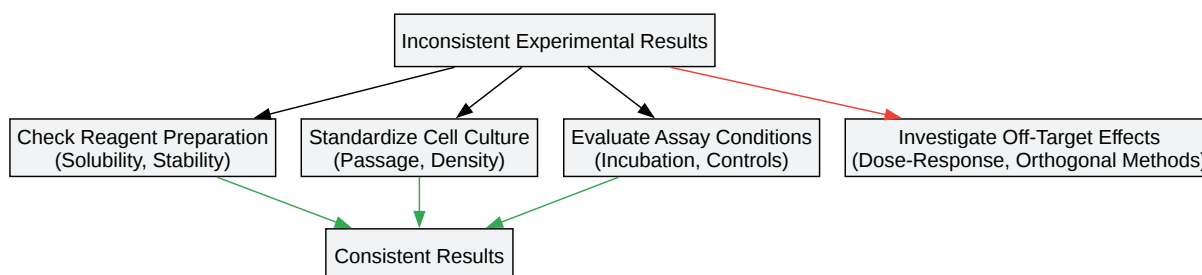 Inconsistent Experimental Results
Check Reagent Preparation
(Solubility, Stability)
Standardize Cell Culture
(Passage, Density)
Evaluate Assay Conditions
(Incubation, Controls)
Investigate Off-Target Effects
(Dose-Response, Orthogonal Methods)
Consistent Results